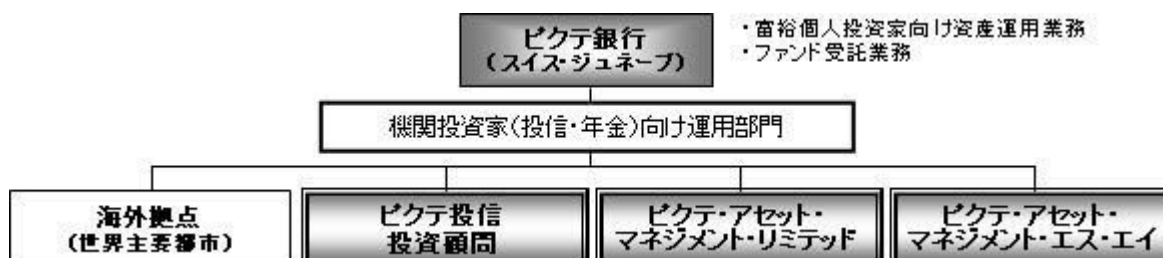 ピクテ銀行
(スイス・ジュネーブ)
・富裕個人投資家向け資産運用業務
・ファンド受託業務
機関投資家(投信・年金)向け運用部門
海外拠点
(世界主要都市)
ピクテ投信
投資顧問
ピクテ・アセット・
マネジメント・リミテッド
ピクテ・アセット・
マネジメント・エス・エイ